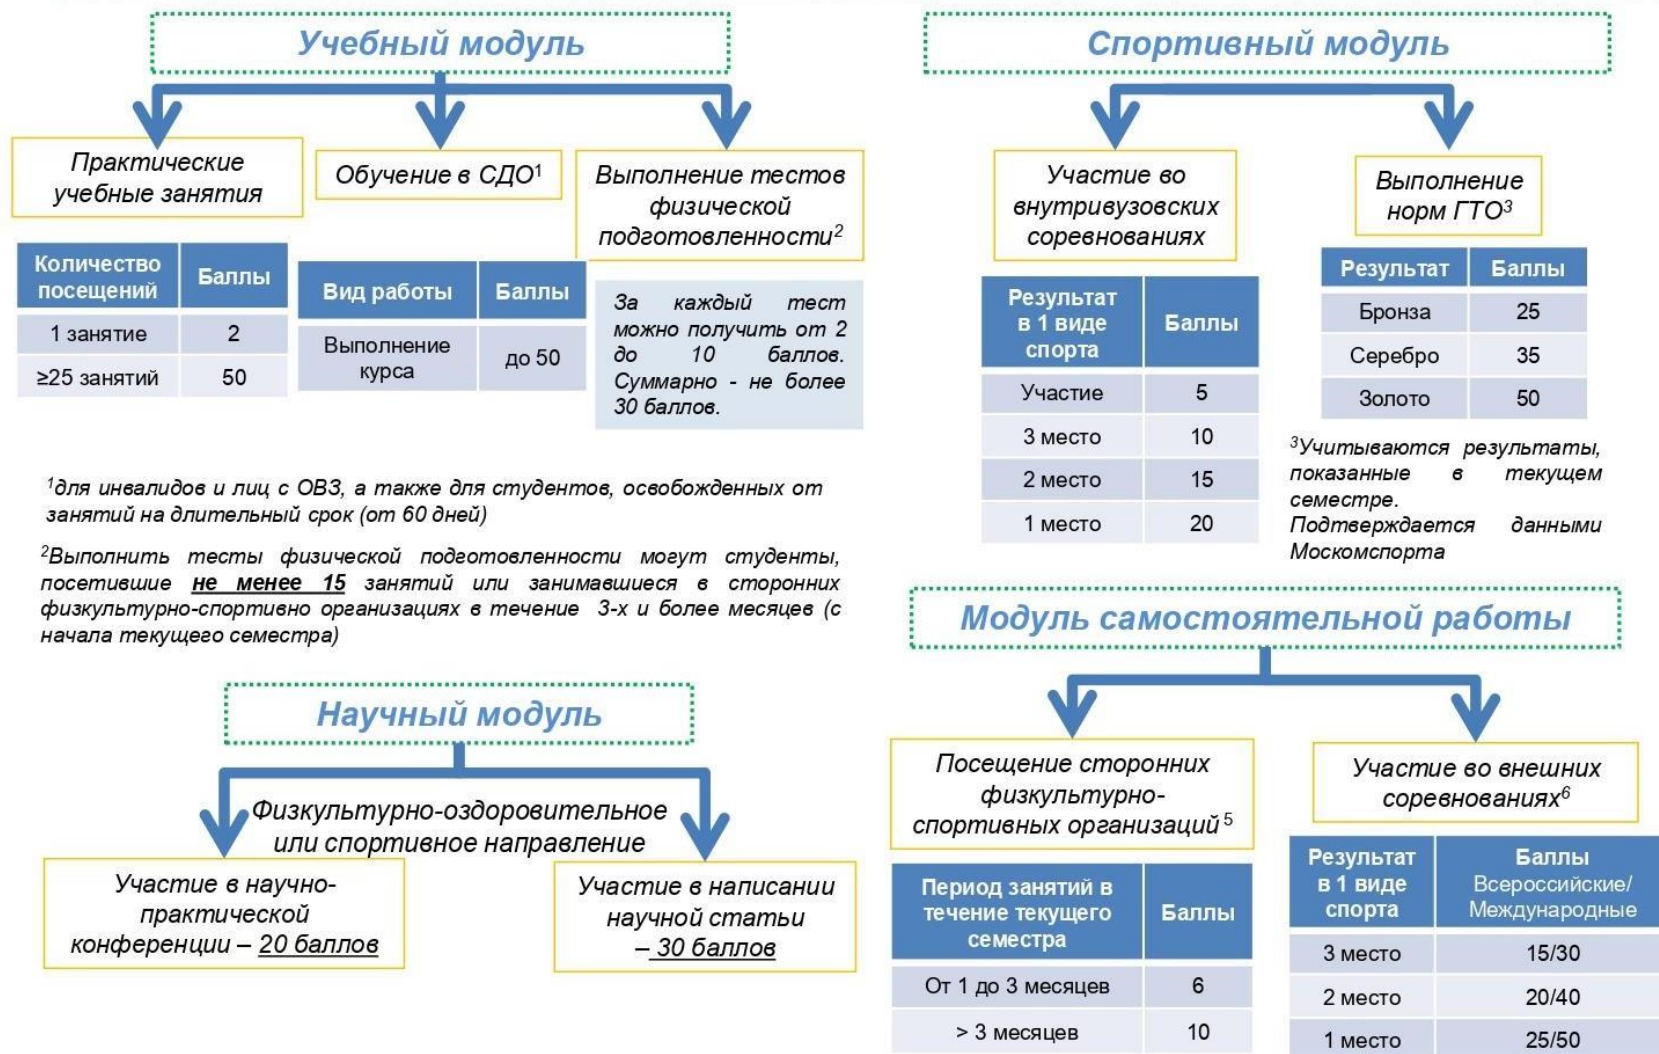 Учебный модуль
Практические
учебные занятия
Обучение в СДО¹
Выполнение тестов
физической
подготовленности²
Количество
посещений
Баллы
1 занятие
2
≥25 занятий
50
Вид работы
Баллы
Выполнение
курса
до 50
За каждый тест
можно получить от 2
до 10 баллов.
Суммарно - не более
30 баллов.
¹для инвалидов и лиц с ОВЗ, а также для студентов, освобожденных от
занятий на длительный срок (от 60 дней)
²Выполнить тесты физической подготовленности могут студенты,
посетившие не менее 15 занятий или занимавшиеся в сторонних
физкультурно-спортивно организациях в течение 3-х и более месяцев (с
начала текущего семестра)
Спортивный модуль
Участие во
внутривузовских
соревнованиях
Выполнение
норм ГТО³
Результат
в 1 виде
спорта
Баллы
Участие
5
3 место
10
2 место
15
1 место
20
Результат
Баллы
Бронза
25
Серебро
35
Золото
50
³Учитываются результаты,
показанные в текущем
семестре.
Подтверждается данными
Москомспорта
Научный модуль
Физкультурно-оздоровительное
или спортивное направление
Участие в научно-
практической
конференции – 20 баллов
Участие в написании
научной статьи
– 30 баллов
Модуль самостоятельной работы
Посещение сторонних
физкультурно-
спортивных организаций ⁵
Участие во внешних
соревнованиях⁶
Период занятий в
течение текущего
семестра
Баллы
От 1 до 3 месяцев
6
> 3 месяцев
10
Результат
в 1 виде
спорта
Баллы
Всероссийские/
Международные
3 место
15/30
2 место
20/40
1 место
25/50